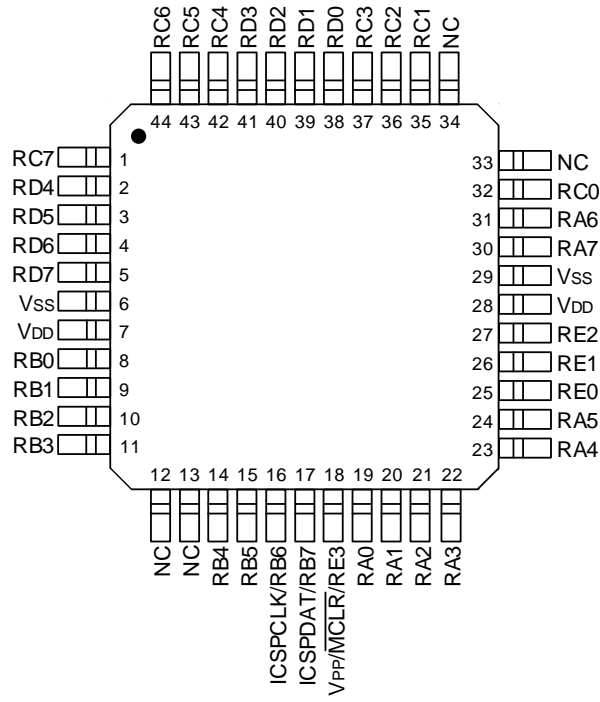 RC6
RC5
RC4
RD3
RD2
RD1
RD0
RC3
RC2
RC1
NC
44
43
42
41
40
39
38
37
36
35
34
RC7 1
RD4 2
RD5 3
RD6 4
RD7 5
VSS 6
VDD 7
RB0 8
RB1 9
RB2 10
RB3 11
33 NC
32 RC0
31 RA6
30 RA7
29 VSS
28 VDD
27 RE2
26 RE1
25 RE0
24 RA5
23 RA4
12
13
14
15
16
17
18
19
20
21
22
NC
NC
RB4
RB5
ICSPCLK/RB6
ICSPDAT/RB7
VPP/MCLR/RE3
RA0
RA1
RA2
RA3